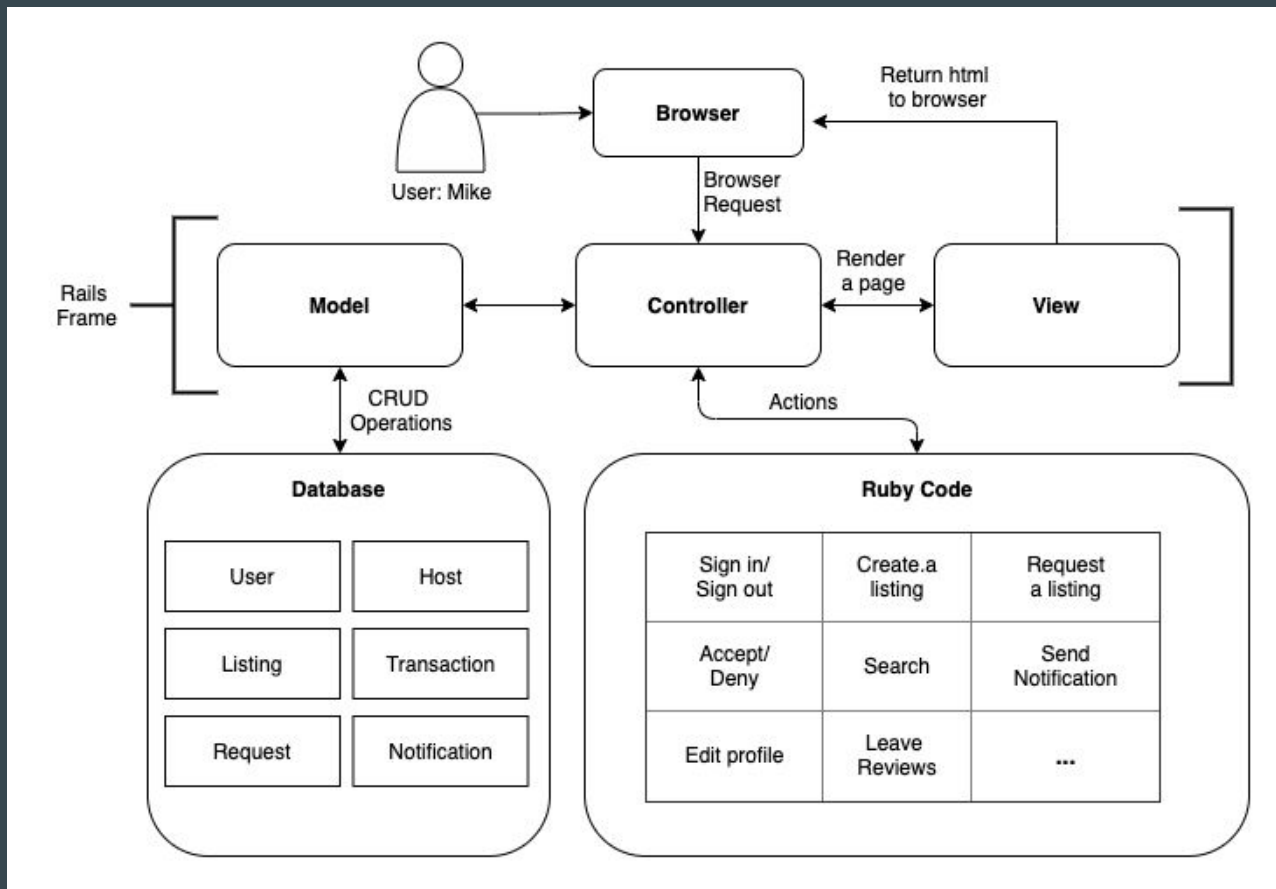 Return html
to browser
Browser
User: Mike
Browser
Request
Rails
Frame
Model
Controller
Render
a page
View
CRUD
Operations
Actions
Database
User
Host
Listing
Transaction
Request
Notification
Ruby Code
Sign in/
Sign out
Create.a
listing
Request
a listing
Accept/
Deny
Search
Send
Notification
Edit profile
Leave
Reviews
...